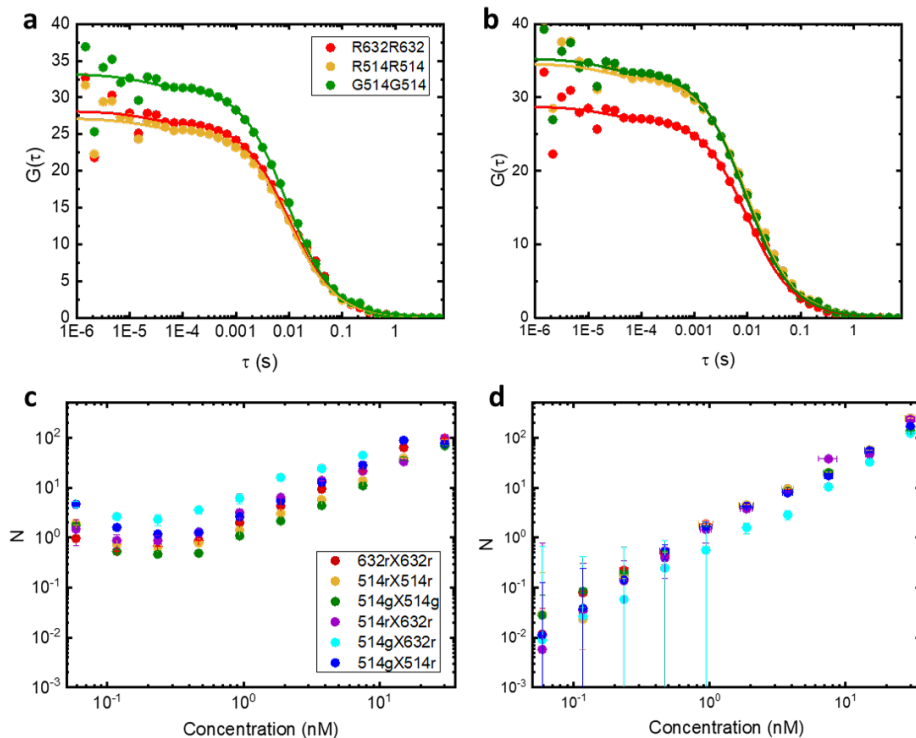 a
40
35
30
25
20
15
10
5
0
G(τ)
R632R632
R514R514
G514G514
1E-6 1E-5 1E-4 0.001 0.01 0.1 1
τ (s)
b
40
30
20
10
0
G(τ)
1E-6 1E-5 1E-4 0.001 0.01 0.1 1
τ (s)
c
10²
10¹
10⁰
10⁻¹
10⁻²
10⁻³
N
632rX632r
514rX514r
514gX514g
514rX632r
514gX632r
514gX514r
10⁻¹ 10⁰ 10¹
Concentration (nM)
d
10²
10¹
10⁰
10⁻¹
10⁻²
10⁻³
N
10⁻¹ 10⁰ 10¹
Concentration (nM)